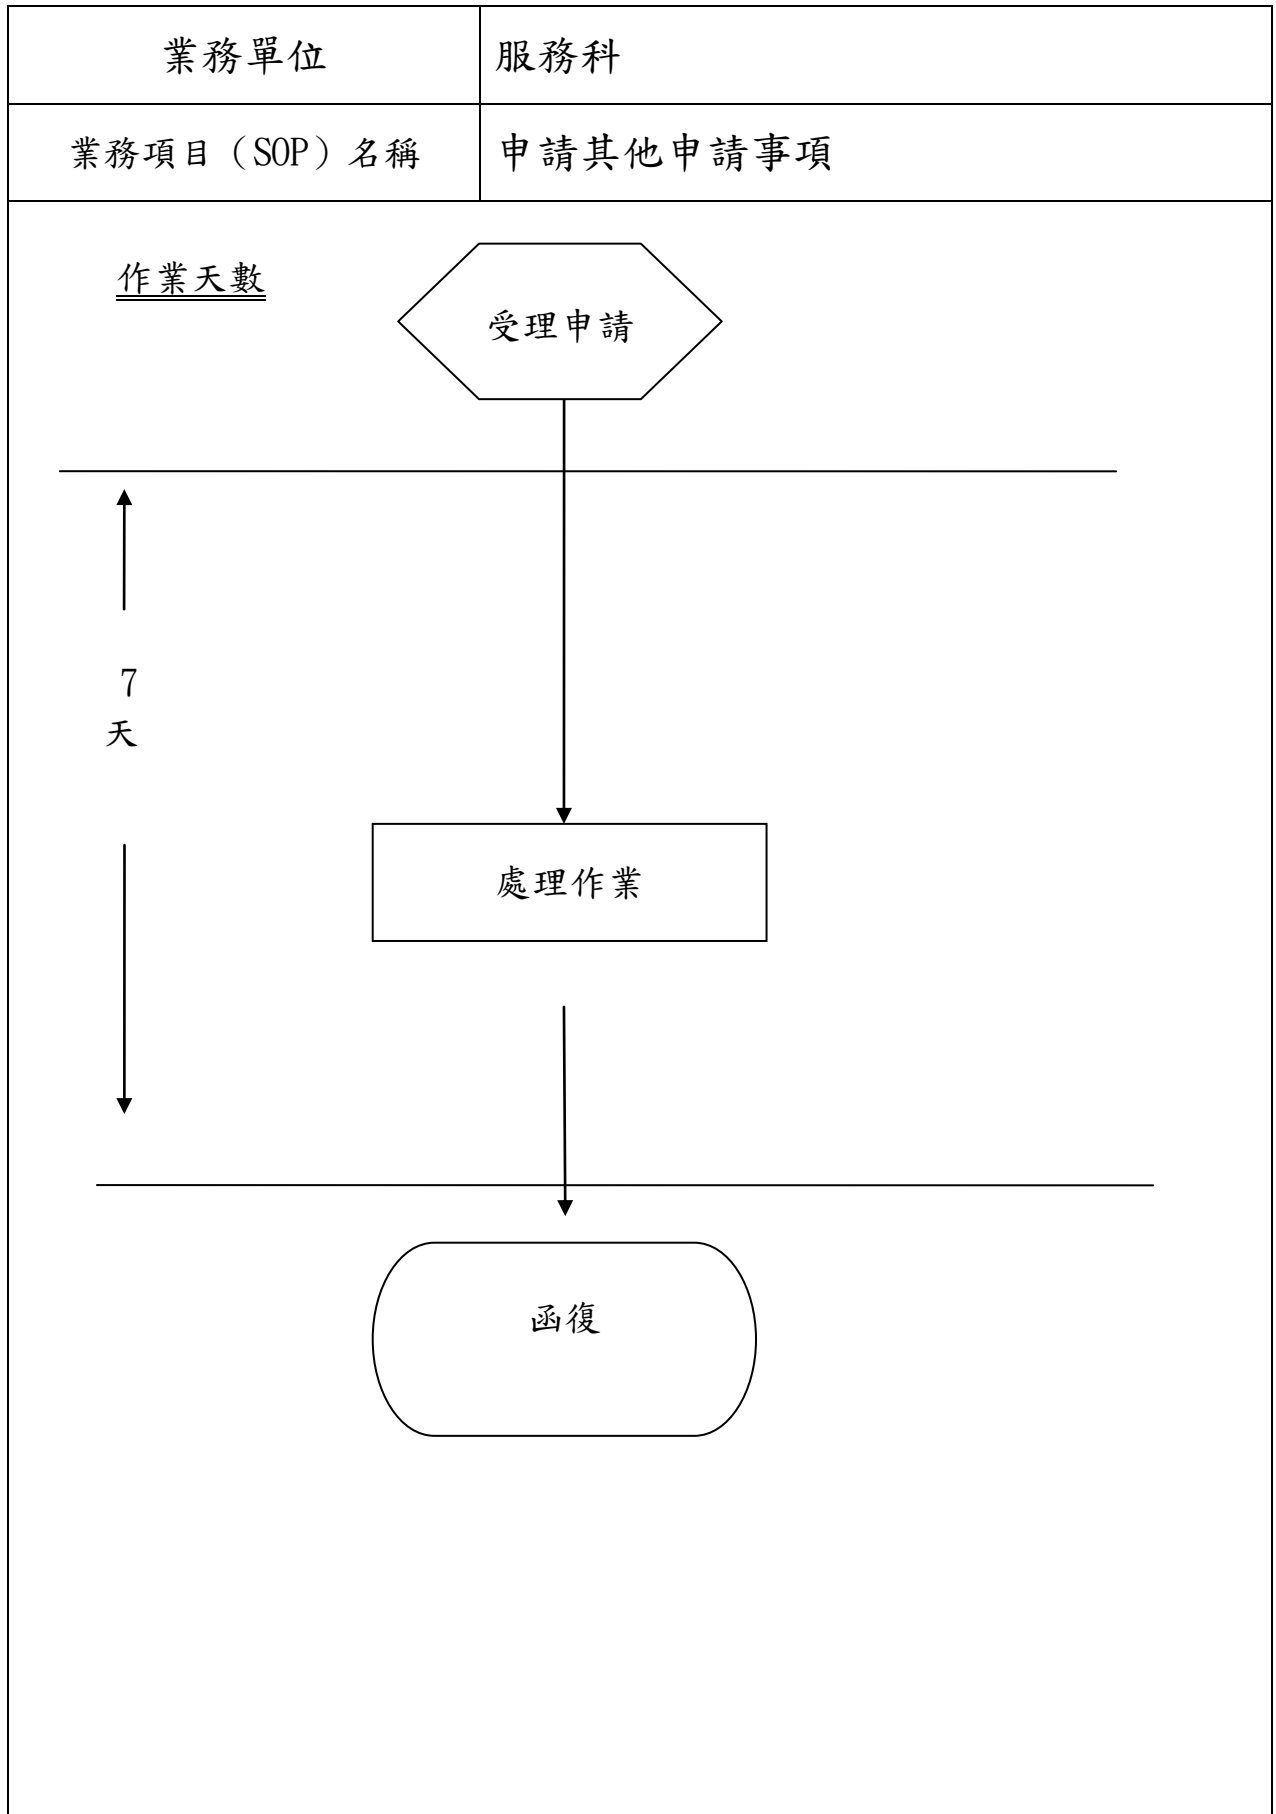 業務單位
服務科
業務項目（SOP）名稱
申請其他申請事項
作業天數
受理申請
7
天
處理作業
函復